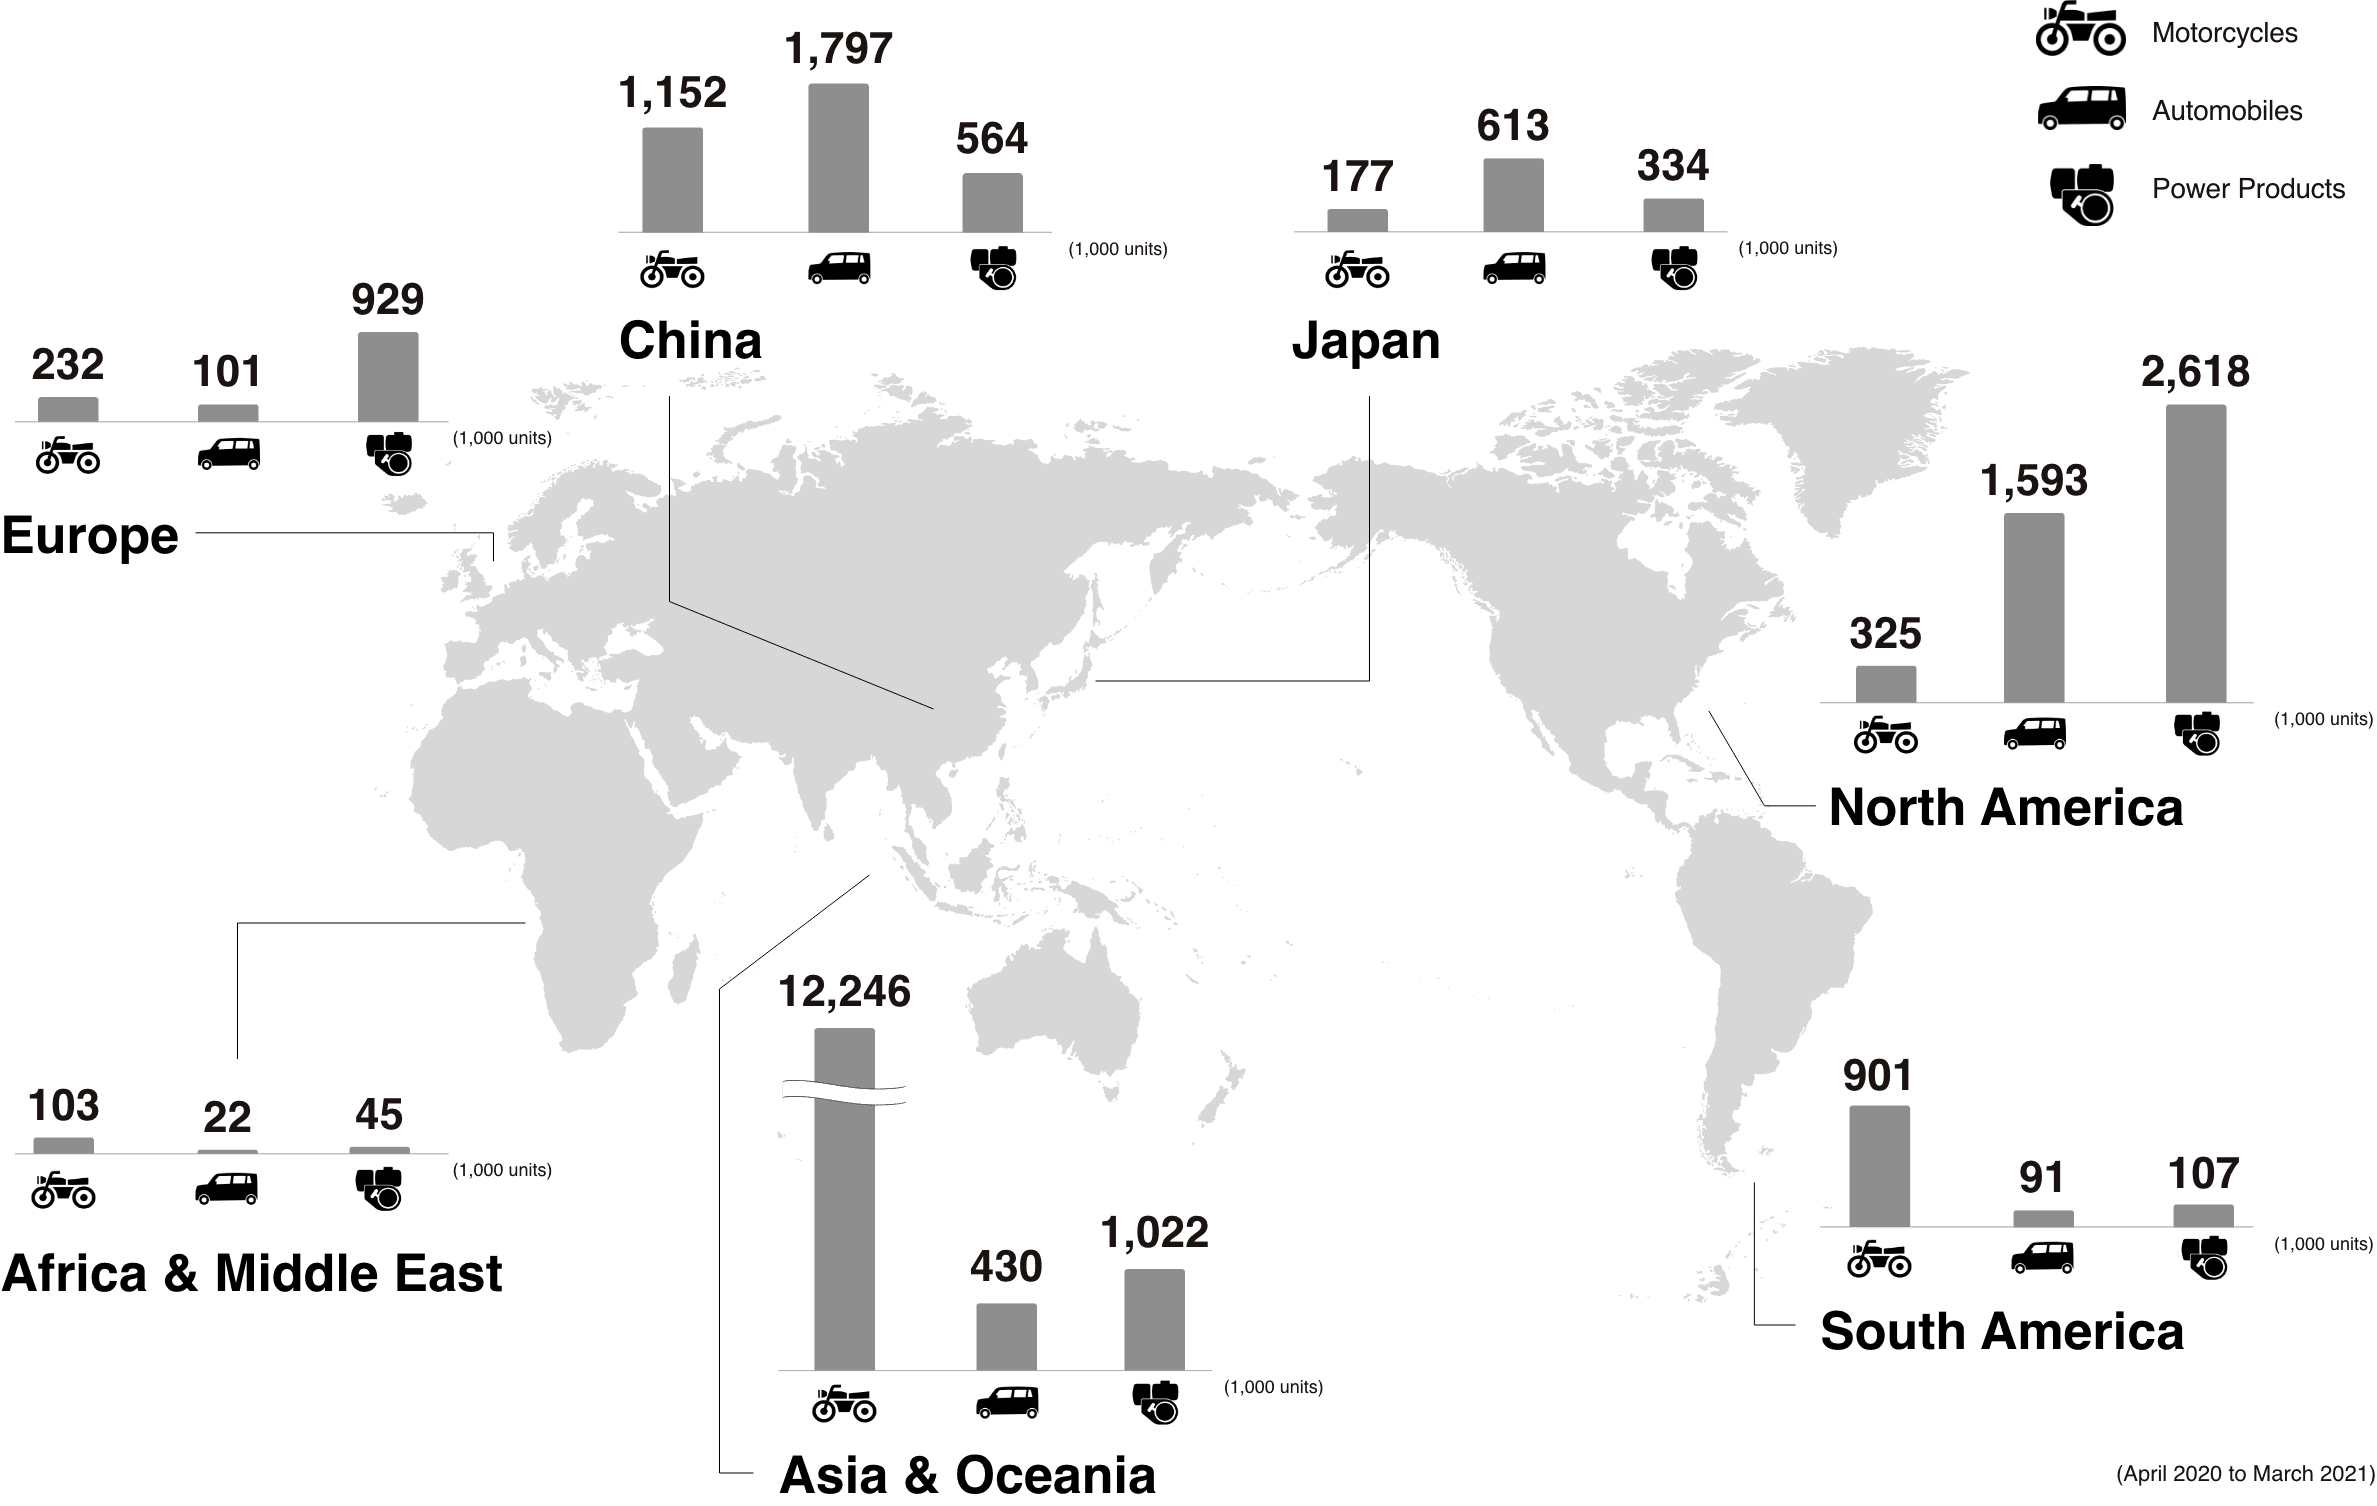 Motorcycles
Automobiles
Power Products
1,152
1,797
564
(1,000 units)
China
177
613
334
(1,000 units)
Japan
232
101
929
(1,000 units)
Europe
325
1,593
2,618
(1,000 units)
North America
103
22
45
(1,000 units)
Africa & Middle East
12,246
430
1,022
(1,000 units)
Asia & Oceania
901
91
107
(1,000 units)
South America
(April 2020 to March 2021)